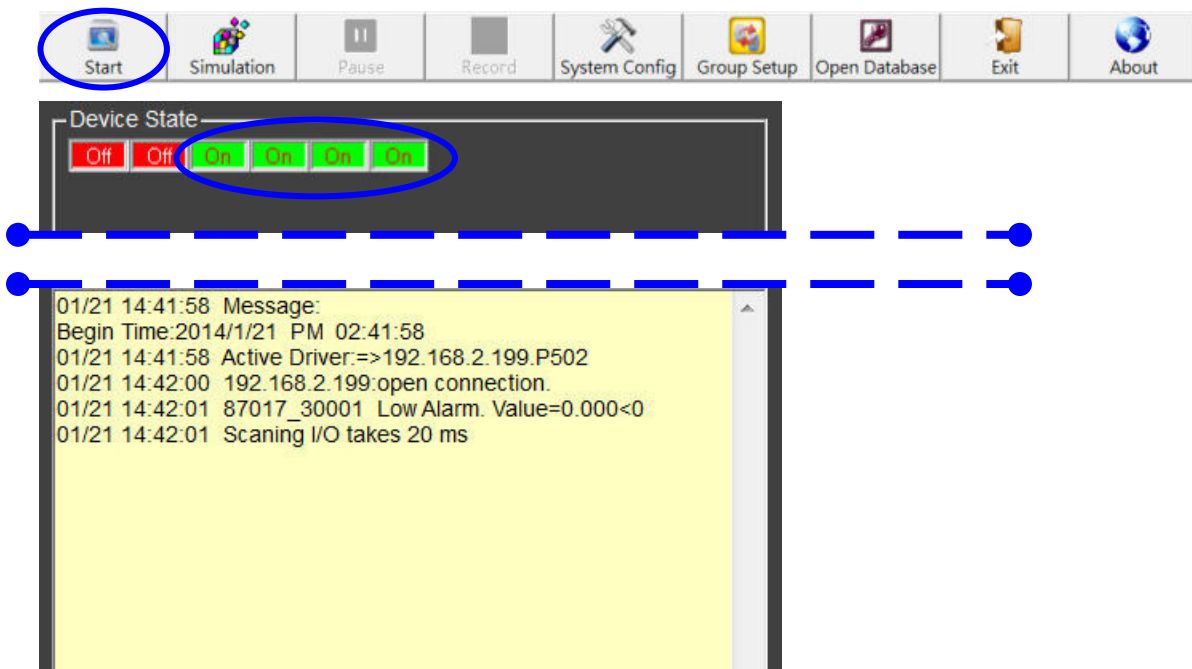 Start Simulation Pause Record System Config Group Setup Open Database Exit About
Device State
Off Off On On On On
01/21 14:41:58 Message:
Begin Time:2014/1/21 PM 02:41:58
01/21 14:41:58 Active Driver:=>192.168.2.199.P502
01/21 14:42:00 192.168.2.199:open connection.
01/21 14:42:01 87017_30001 Low Alarm. Value=0.000<0
01/21 14:42:01 Scaning I/O takes 20 ms